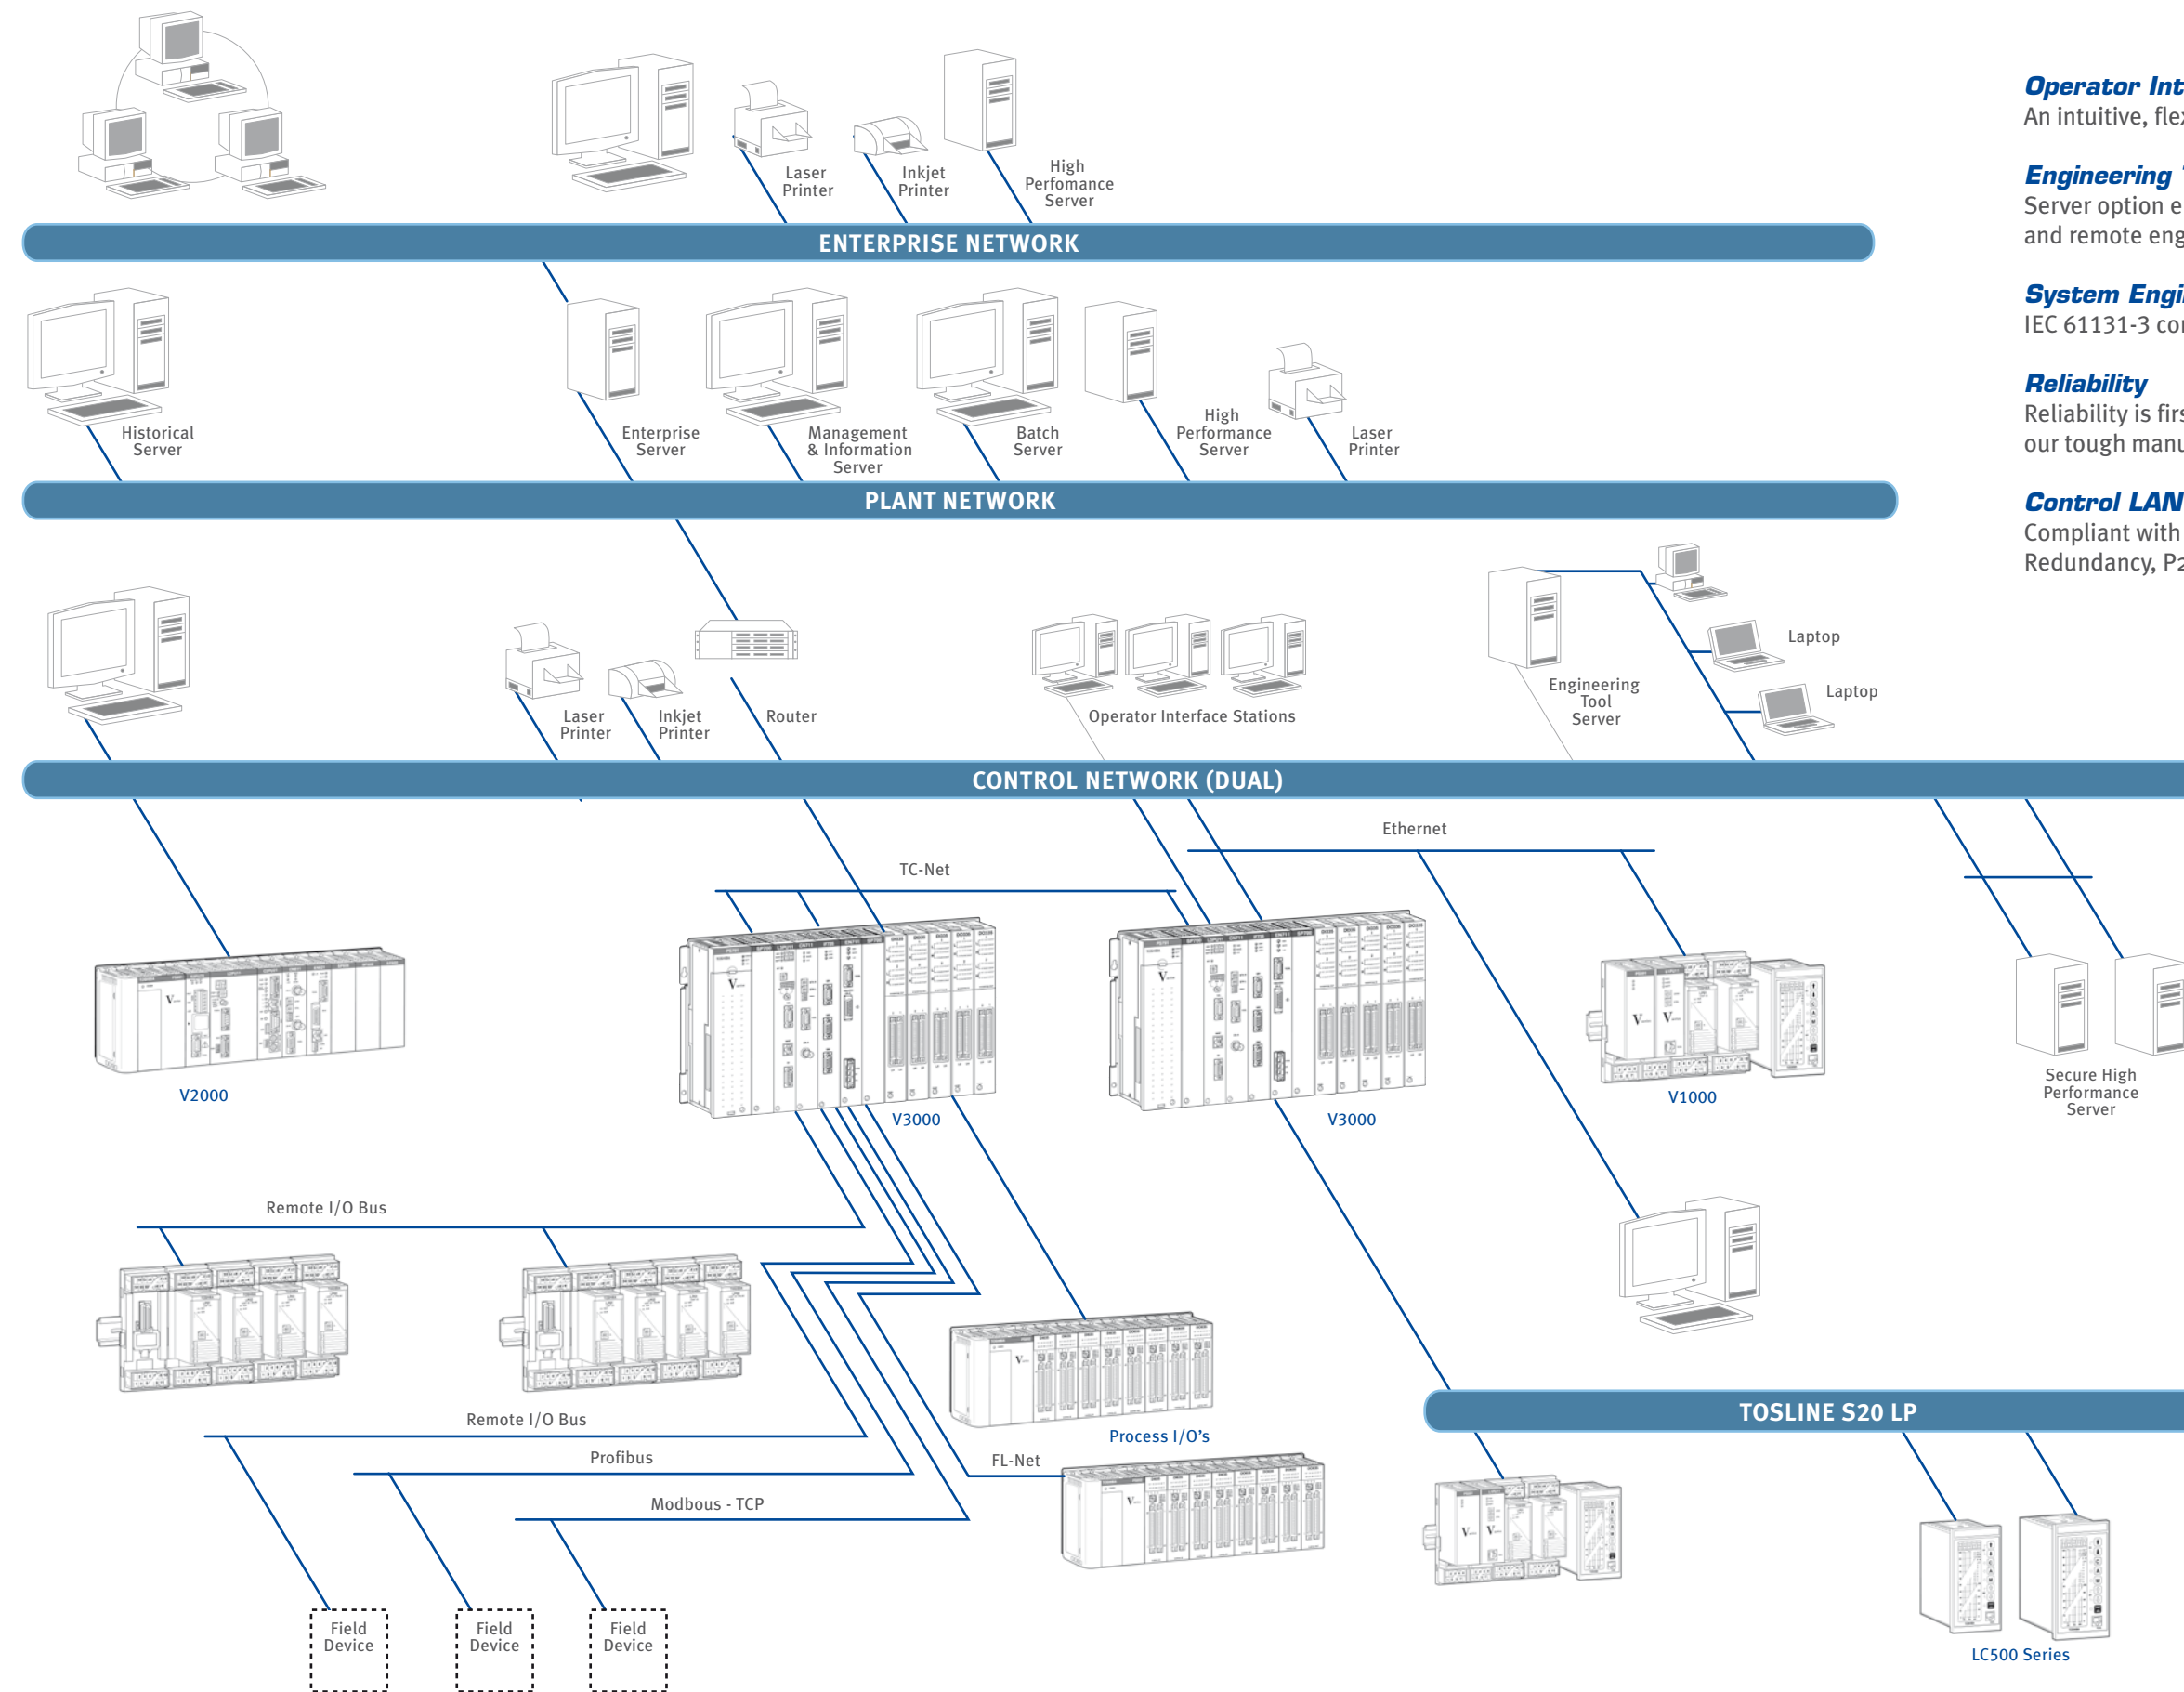 Laser
Printer
Inkjet
Printer
High
Perfomance
Server
ENTERPRISE NETWORK
Historical
Server
Enterprise
Server
Management
& Information
Server
Batch
Server
High
Performance
Server
Laser
Printer
PLANT NETWORK
Laser
Printer
Inkjet
Printer
Router
Operator Interface Stations
Engineering
Tool
Server
Laptop
Laptop
CONTROL NETWORK (DUAL)
TC-Net
Ethernet
V2000
V3000
V3000
V1000
Secure High
Performance
Server
Remote I/O Bus
Remote I/O Bus
Profibus
Modbous - TCP
Process I/O's
FL-Net
TOSLINE S20 LP
Field
Device
Field
Device
Field
Device
LC500 Series
Operator Int
An intuitive, fle
Engineering
Server option e
and remote eng
System Engi
IEC 61131-3 co
Reliability
Reliability is firs
our tough manu
Control LAN
Compliant with
Redundancy, P2